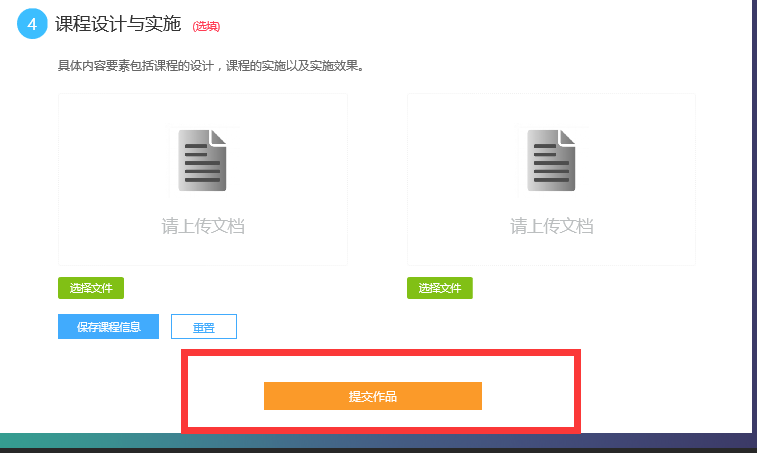 4 课程设计与实施 (选填)
具体内容要素包括课程的设计，课程的实施以及实施效果。
请上传文档 请上传文档
选择文件 选择文件
保存课程信息 重置
提交作品